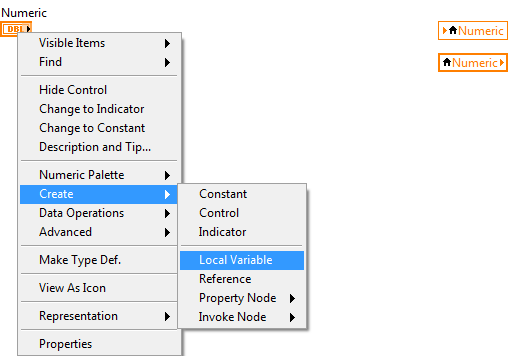 Numeric
DBL
Visible Items
Find
Hide Control
Change to Indicator
Change to Constant
Description and Tip...
Numeric Palette
Create
Data Operations
Advanced
Make Type Def.
View As Icon
Representation
Properties
Constant
Control
Indicator
Local Variable
Reference
Property Node
Invoke Node
Numeric
Numeric